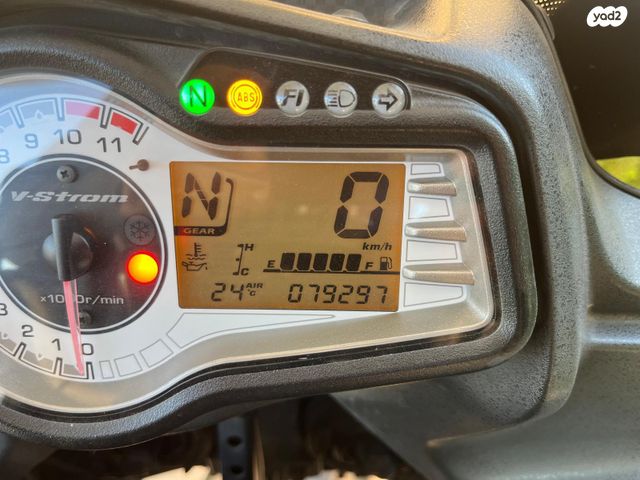 yad2
N ABS FI
8 9 10 11
V-Strom
x1000r/min
3 2 1 0
N 0
GEAR km/h
H
C
E F
24 AIR °C 079297